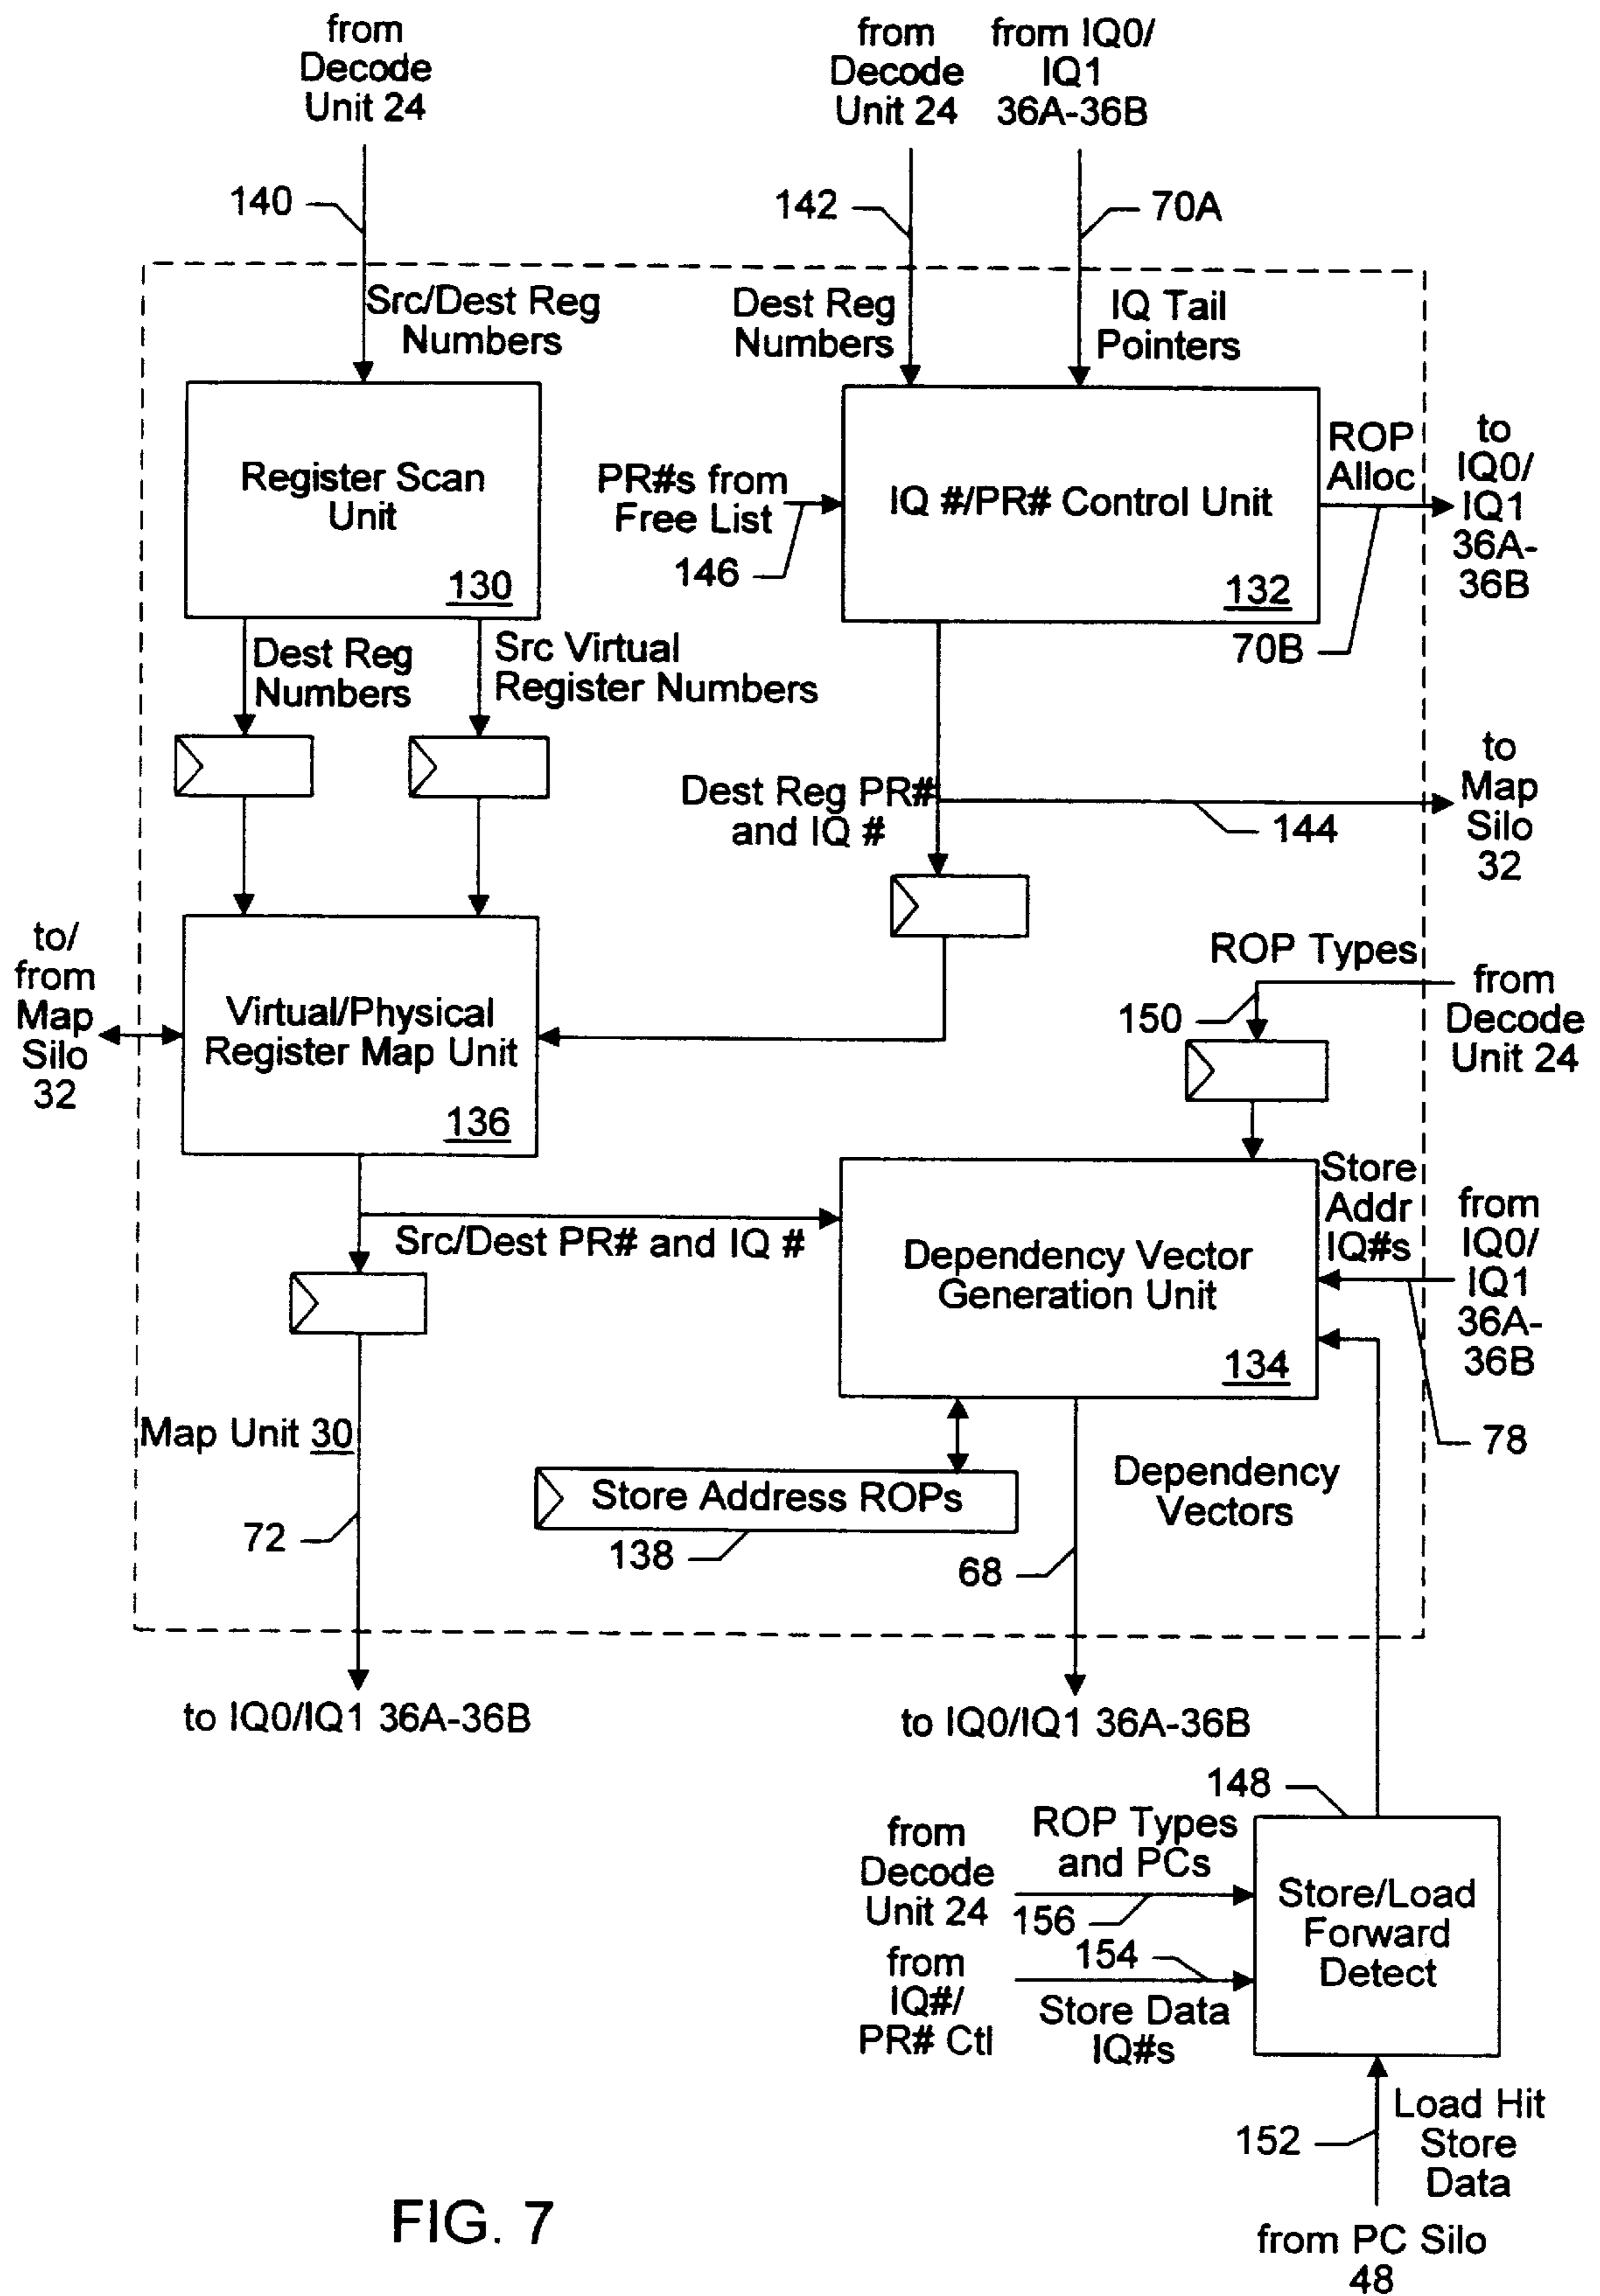 from
Decode
Unit 24
from
Decode
Unit 24
from IQ0/
IQ1
36A-36B
140
142
70A
Src/Dest Reg
Numbers
Dest Reg
Numbers
IQ Tail
Pointers
Register Scan
Unit
130
PR#s from
Free List
146
IQ #/PR# Control Unit
132
ROP
Alloc
70B
to
IQ0/
IQ1
36A-
36B
Dest Reg
Numbers
Src Virtual
Register Numbers
Dest Reg PR#
and IQ #
144
to
Map
Silo
32
to/
from
Map
Silo
32
Virtual/Physical
Register Map Unit
136
ROP Types
150
from
Decode
Unit 24
Src/Dest PR# and IQ #
Dependency Vector
Generation Unit
134
Store
Addr
IQ#s
from
IQ0/
IQ1
36A-
36B
78
Map Unit 30
72
Store Address ROPs
138
68
Dependency
Vectors
to IQ0/IQ1 36A-36B
to IQ0/IQ1 36A-36B
148
from
Decode
Unit 24
ROP Types
and PCs
156
Store/Load
Forward
Detect
from
IQ#/
PR# Ctl
154
Store Data
IQ#s
152
Load Hit
Store
Data
from PC Silo
48
FIG. 7